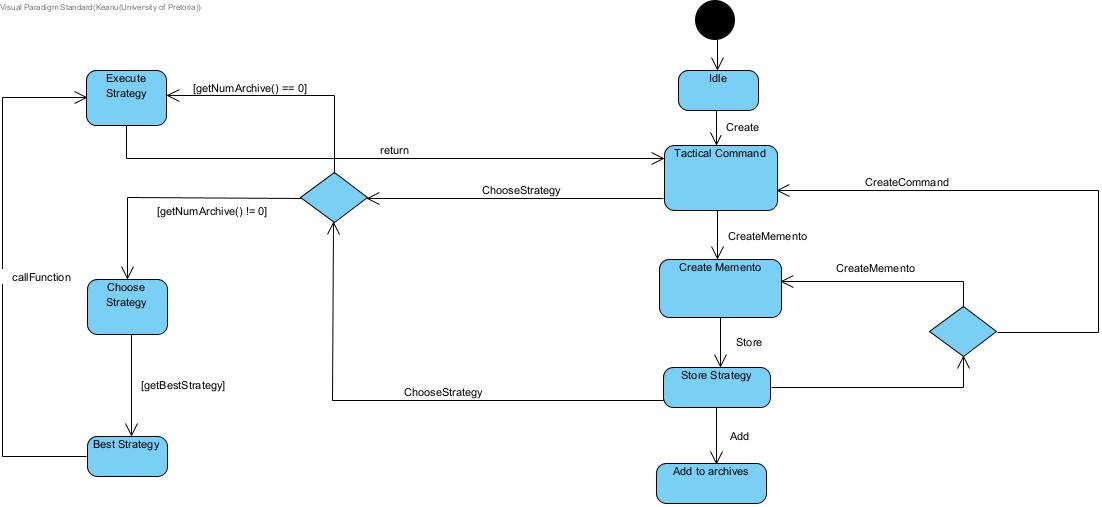 Visual Paradigm Standard(Keanu(University of Pretoria))
Execute
Strategy
[getNumArchive() == 0]
Idle
Create
return
Tactical Command
ChooseStrategy
CreateCommand
[getNumArchive() != 0]
CreateMemento
callFunction
Choose
Strategy
Create Memento
CreateMemento
Store
[getBestStrategy]
ChooseStrategy
Store Strategy
Best Strategy
Add
Add to archives